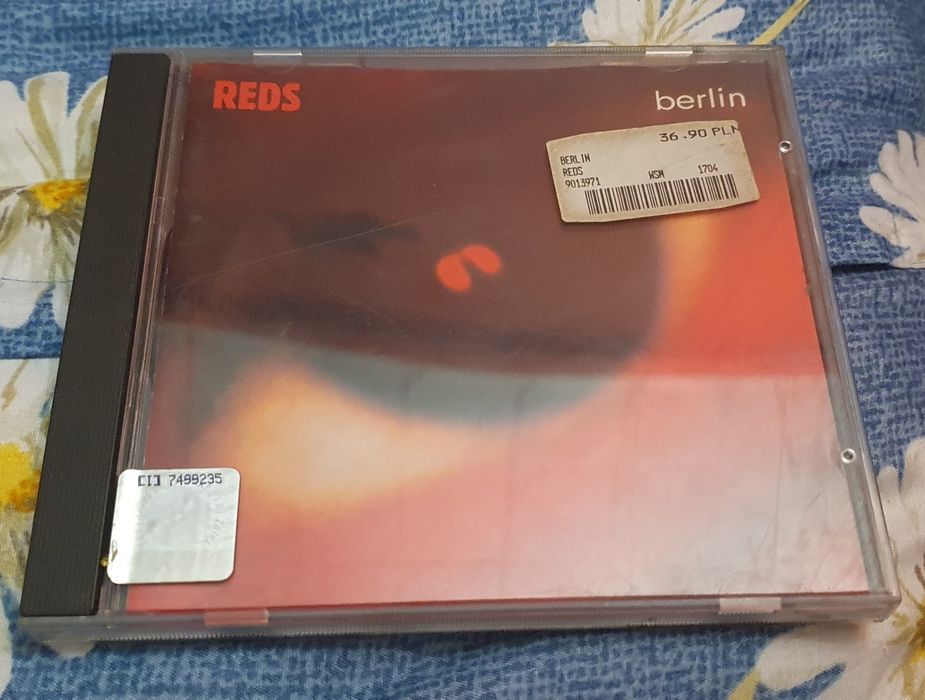 REDS
berlin
36.90 PLN
BERLIN
REDS
9013971 WSM 1704
[I] 7499235